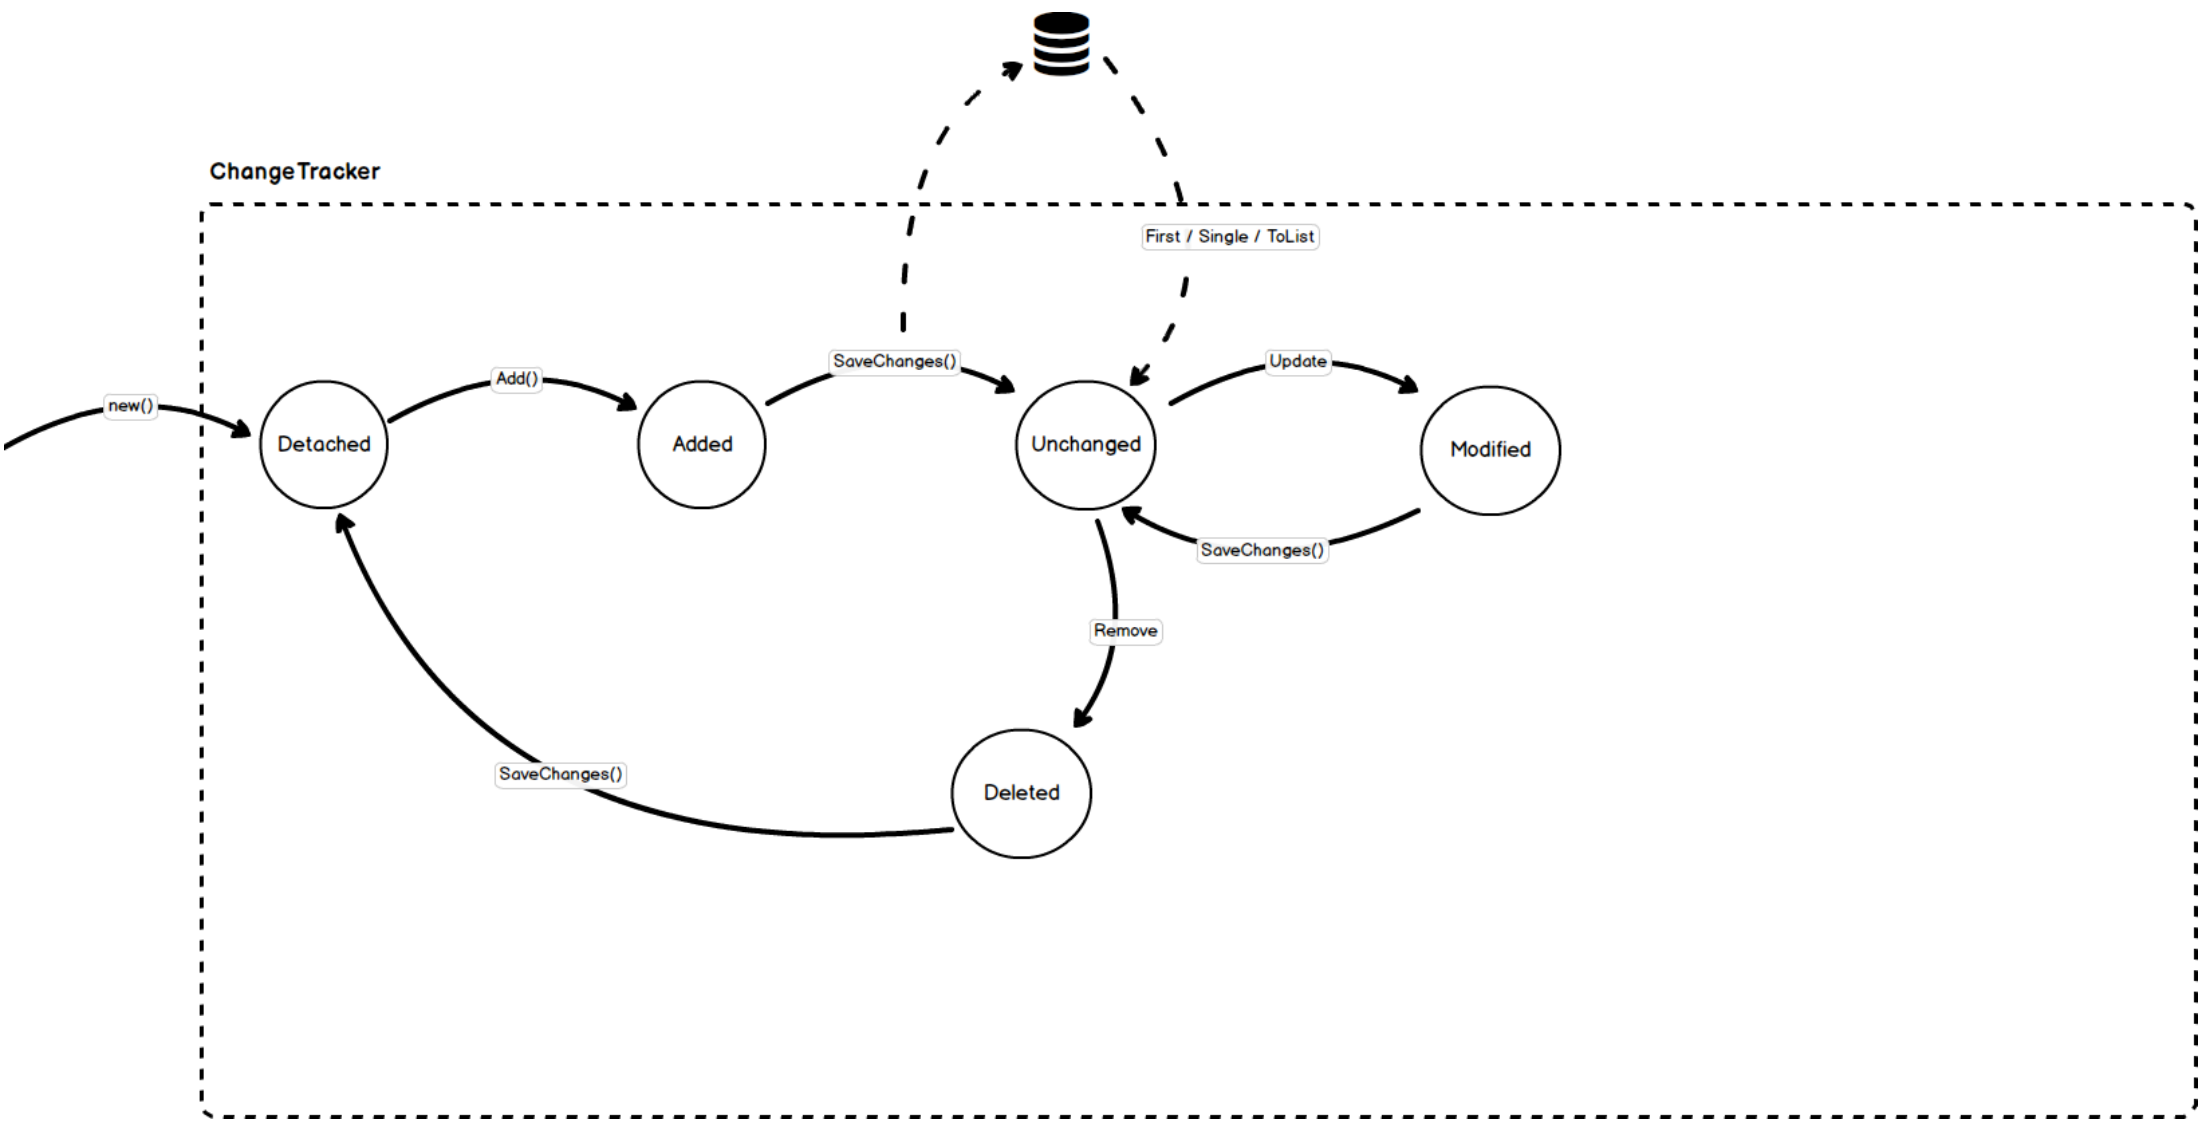 ChangeTracker
First / Single / ToList
SaveChanges()
Update
Add()
new()
Detached
Added
Unchanged
Modified
SaveChanges()
Remove
SaveChanges()
Deleted